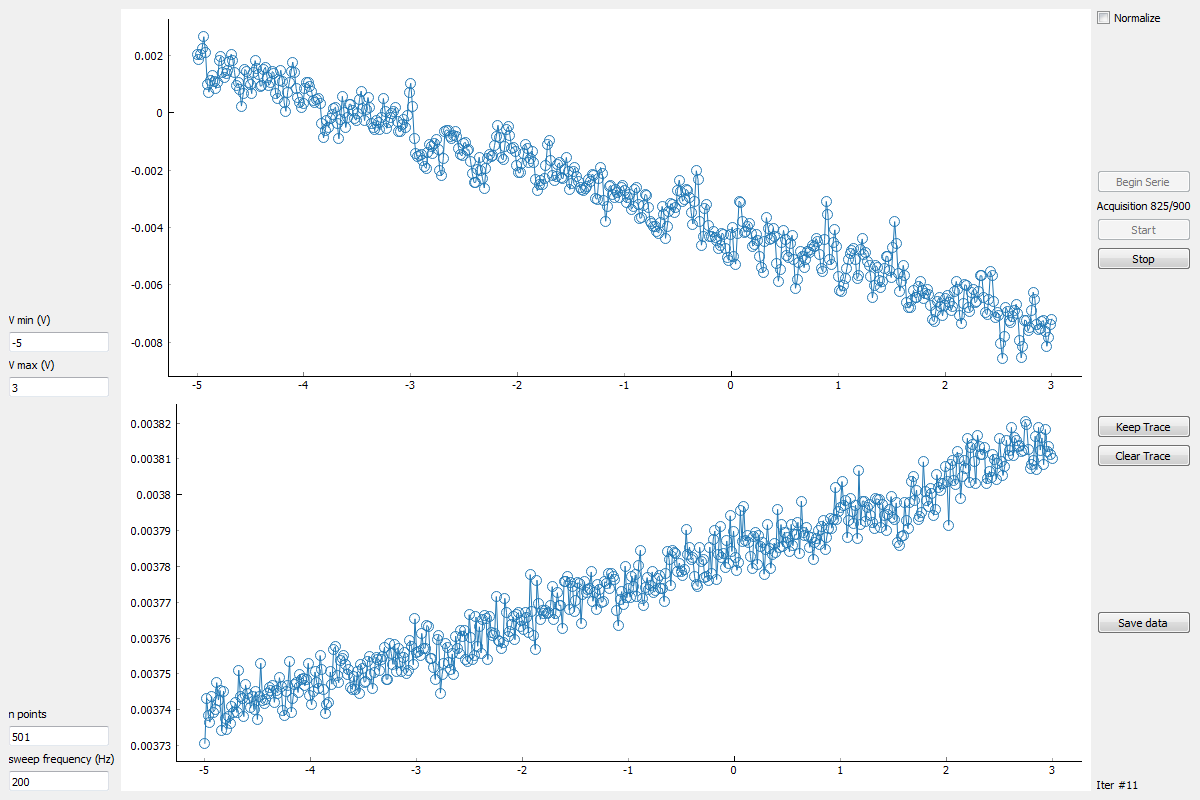 Normalize
0.002
0
-0.002
-0.004
-0.006
-0.008
-5 -4 -3 -2 -1 0 1 2 3
Begin Serie
Acquisition 825/900
Start
Stop
V min (V)
-5
V max (V)
3
0.00382
0.00381
0.0038
0.00379
0.00378
0.00377
0.00376
0.00375
0.00374
0.00373
-5 -4 -3 -2 -1 0 1 2 3
Keep Trace
Clear Trace
Save data
n points
501
sweep frequency (Hz)
200
Iter #11